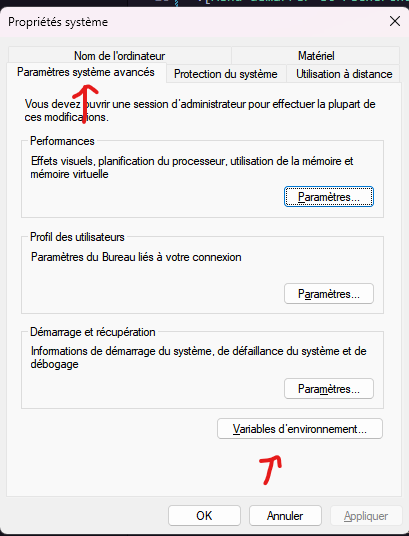 Propriétés système
Nom de l'ordinateur
Matériel
Paramètres système avancés
Protection du système
Utilisation à distance
Vous devez ouvrir une session d'administrateur pour effectuer la plupart de
ces modifications.
Performances
Effets visuels, planification du processeur, utilisation de la mémoire et
mémoire virtuelle
Paramètres...
Profil des utilisateurs
Paramètres du Bureau liés à votre connexion
Paramètres...
Démarrage et récupération
Informations de démarrage du système, de défaillance du système et de
débogage
Paramètres...
Variables d'environnement...
OK
Annuler
Appliquer